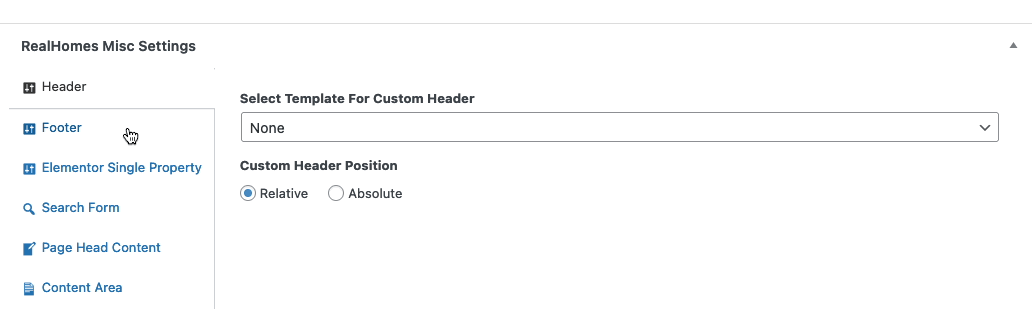 RealHomes Misc Settings
Header
Footer
Elementor Single Property
Search Form
Page Head Content
Content Area
Select Template For Custom Header
None
Custom Header Position
Relative Absolute